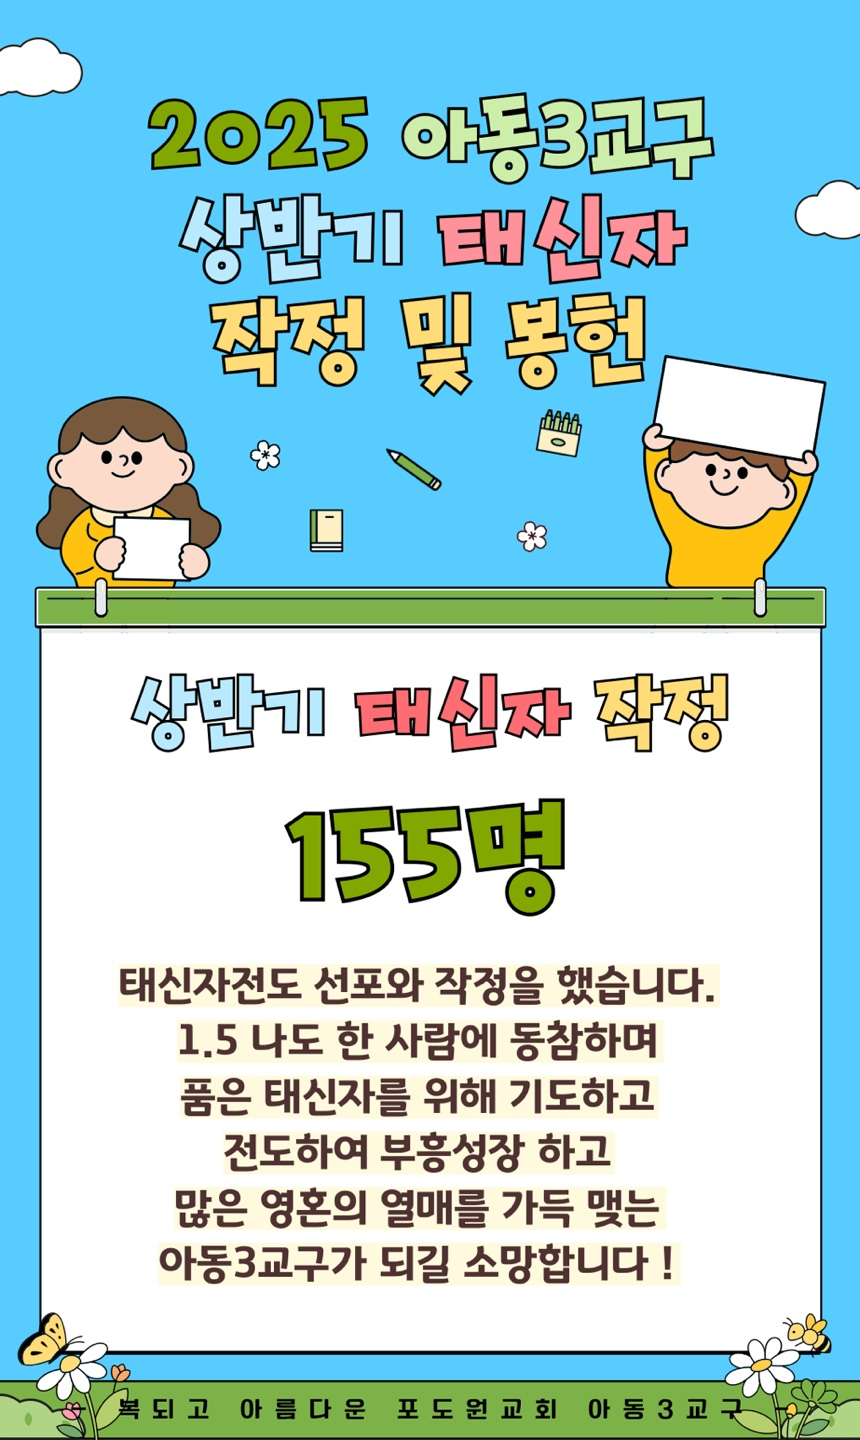 2025 아동3교구
상반기 태신자
작정 및 봉헌
상반기 태신자 작정
155명
태신자전도 선포와 작정을 했습니다.
1.5 나도 한 사람에 동참하며
품은 태신자를 위해 기도하고
전도하여 부흥성장 하고
많은 영혼의 열매를 가득 맺는
아동3교구가 되길 소망합니다 !
- 복되고 아름다운 포도원교회 아동3교구 -